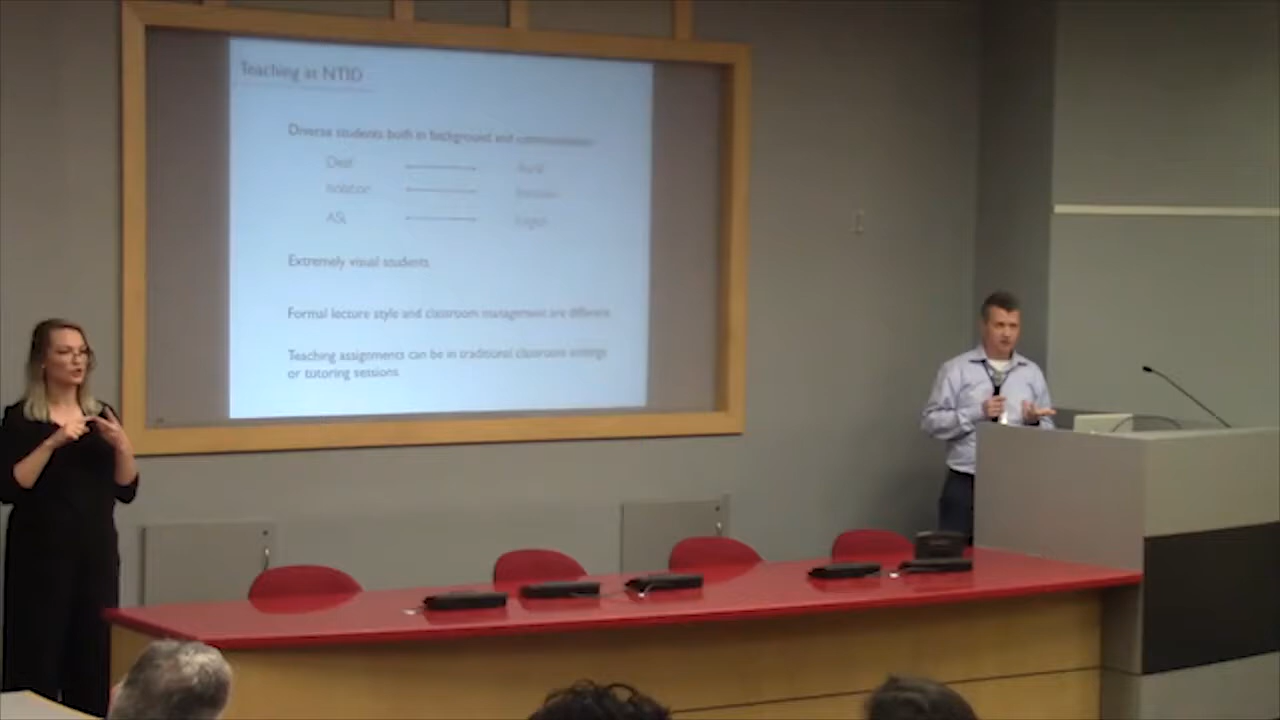 Teaching at NTID
Diverse students both in background and communication
Deaf
ASL
Extremely visual students
Formal lecture style and classroom management are different
Teaching assignments can be in traditional classroom settings
or tutoring sessions